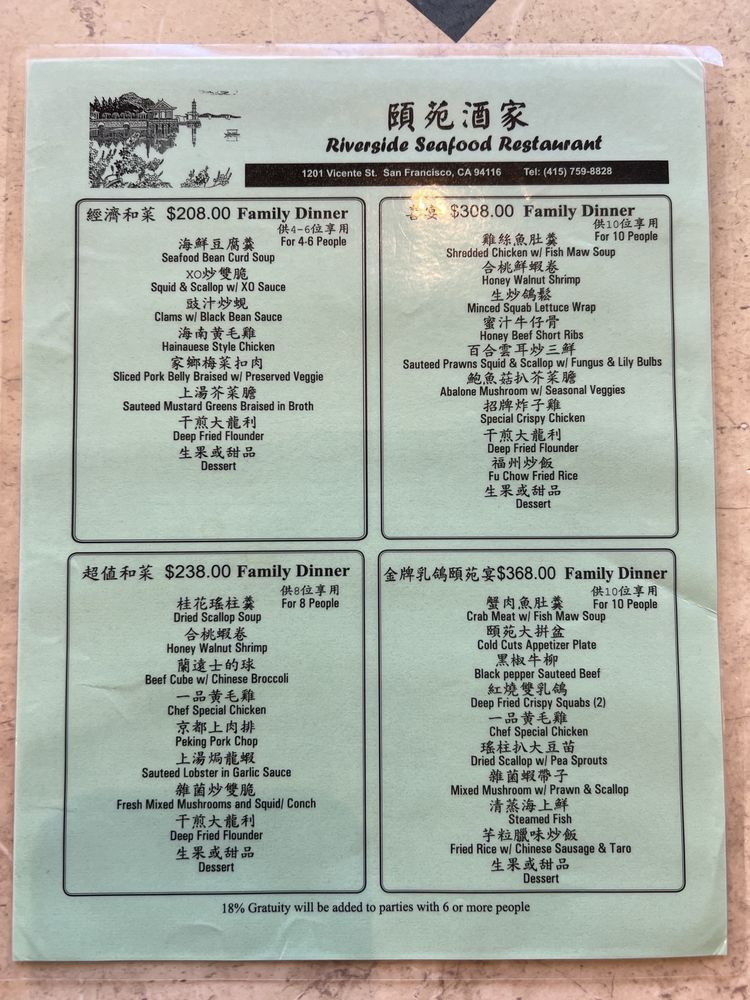 頤苑酒家
Riverside Seafood Restaurant
1201 Vicente St. San Francisco, CA 94116 Tel: (415) 759-8828
經濟和菜 $208.00 Family Dinner
供4-6位享用
海鮮豆腐羹 For 4-6 People
Seafood Bean Curd Soup
XO炒雙脆
Squid & Scallop w/ XO Sauce
豉汁炒蜆
Clams w/ Black Bean Sauce
海南黃毛雞
Hainauese Style Chicken
家鄉梅菜扣肉
Sliced Pork Belly Braised w/ Preserved Veggie
上湯芥菜膽
Sauteed Mustard Greens Braised in Broth
干煎大龍利
Deep Fried Flounder
生果或甜品
Dessert
宴 $308.00 Family Dinner
供10位享用
雞絲魚肚羹 For 10 People
Shredded Chicken w/ Fish Maw Soup
合桃鮮蝦卷
Honey Walnut Shrimp
生炒鴿鬆
Minced Squab Lettuce Wrap
蜜汁牛仔骨
Honey Beef Short Ribs
百合雲耳炒三鮮
Sauteed Prawns Squid & Scallop w/ Fungus & Lily Bulbs
鮑魚菇扒芥菜膽
Abalone Mushroom w/ Seasonal Veggies
招牌炸子雞
Special Crispy Chicken
干煎大龍利
Deep Fried Flounder
福州炒飯
Fu Chow Fried Rice
生果或甜品
Dessert
超值和菜 $238.00 Family Dinner
供8位享用
桂花瑤柱羹 For 8 People
Dried Scallop Soup
合桃蝦卷
Honey Walnut Shrimp
蘭遠士的球
Beef Cube w/ Chinese Broccoli
一品黃毛雞
Chef Special Chicken
京都上肉排
Peking Pork Chop
上湯焗龍蝦
Sauteed Lobster in Garlic Sauce
雜菌炒雙脆
Fresh Mixed Mushrooms and Squid/ Conch
干煎大龍利
Deep Fried Flounder
生果或甜品
Dessert
金牌乳鴿頤苑宴$368.00 Family Dinner
供10位享用
蟹肉魚肚羹 For 10 People
Crab Meat w/ Fish Maw Soup
頤苑大拼盆
Cold Cuts Appetizer Plate
黑椒牛柳
Black pepper Sauteed Beef
紅燒雙乳鴿
Deep Fried Crispy Squabs (2)
一品黃毛雞
Chef Special Chicken
瑤柱扒大豆苗
Dried Scallop w/ Pea Sprouts
雜菌蝦帶子
Mixed Mushroom w/ Prawn & Scallop
清蒸海上鮮
Steamed Fish
芋粒臘味炒飯
Fried Rice w/ Chinese Sausage & Taro
生果或甜品
Dessert
18% Gratuity will be added to parties with 6 or more people